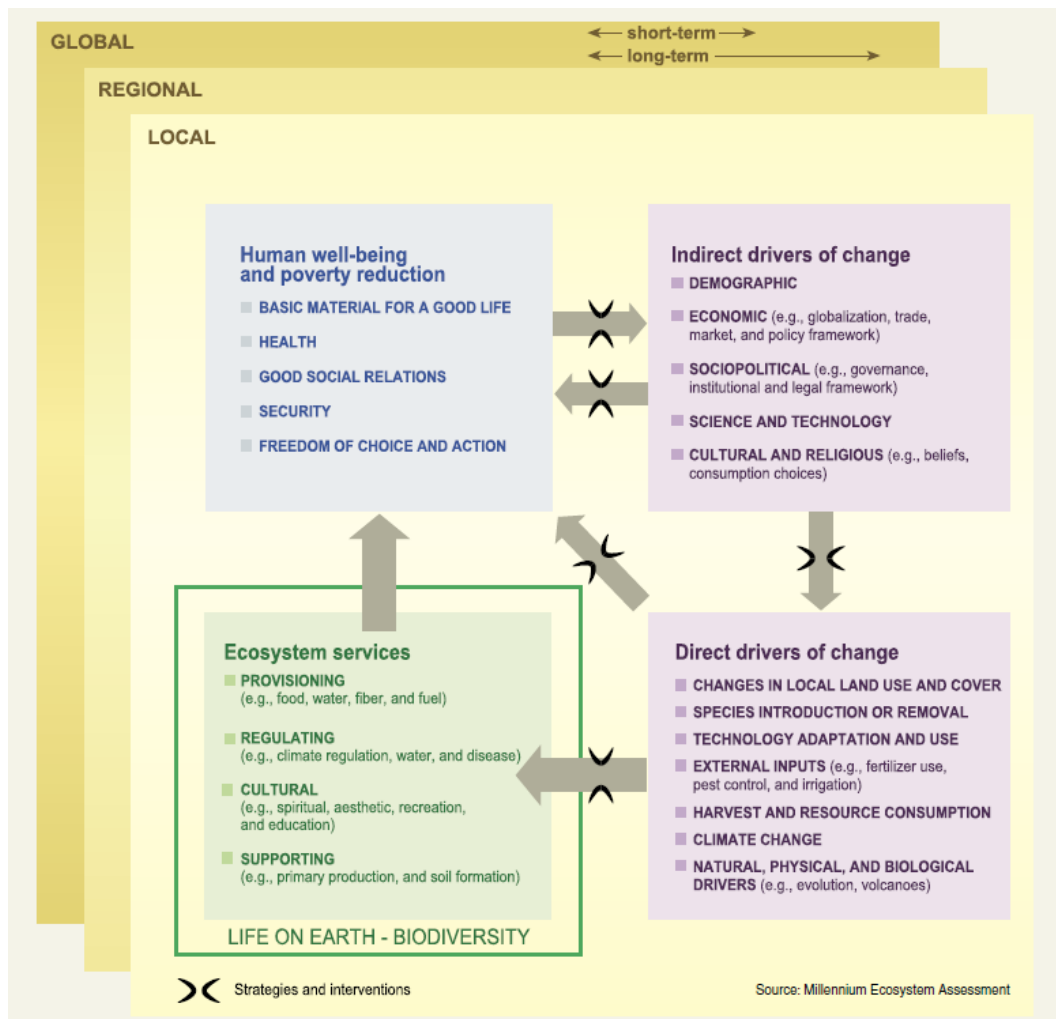 GLOBAL
short-term
long-term
REGIONAL
LOCAL
Human well-being
and poverty reduction
BASIC MATERIAL FOR A GOOD LIFE
HEALTH
GOOD SOCIAL RELATIONS
SECURITY
FREEDOM OF CHOICE AND ACTION
Indirect drivers of change
DEMOGRAPHIC
ECONOMIC (e.g., globalization, trade,
market, and policy framework)
SOCIOPOLITICAL (e.g., governance,
institutional and legal framework)
SCIENCE AND TECHNOLOGY
CULTURAL AND RELIGIOUS (e.g., beliefs,
consumption choices)
Ecosystem services
PROVISIONING
(e.g., food, water, fiber, and fuel)
REGULATING
(e.g., climate regulation, water, and disease)
CULTURAL
(e.g., spiritual, aesthetic, recreation,
and education)
SUPPORTING
(e.g., primary production, and soil formation)
LIFE ON EARTH - BIODIVERSITY
Direct drivers of change
CHANGES IN LOCAL LAND USE AND COVER
SPECIES INTRODUCTION OR REMOVAL
TECHNOLOGY ADAPTATION AND USE
EXTERNAL INPUTS (e.g., fertilizer use,
pest control, and irrigation)
HARVEST AND RESOURCE CONSUMPTION
CLIMATE CHANGE
NATURAL, PHYSICAL, AND BIOLOGICAL
DRIVERS (e.g., evolution, volcanoes)
Strategies and interventions
Source: Millennium Ecosystem Assessment